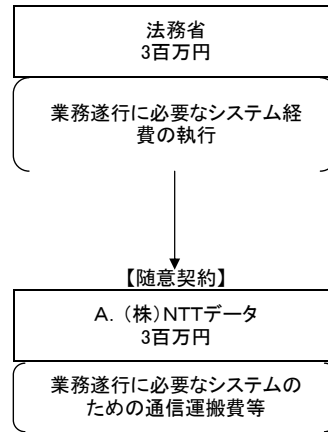 法務省
3百万円
業務遂行に必要なシステム経
費の執行
【随意契約】
A. (株)NTTデータ
3百万円
業務遂行に必要なシステムの
ための通信運搬費等